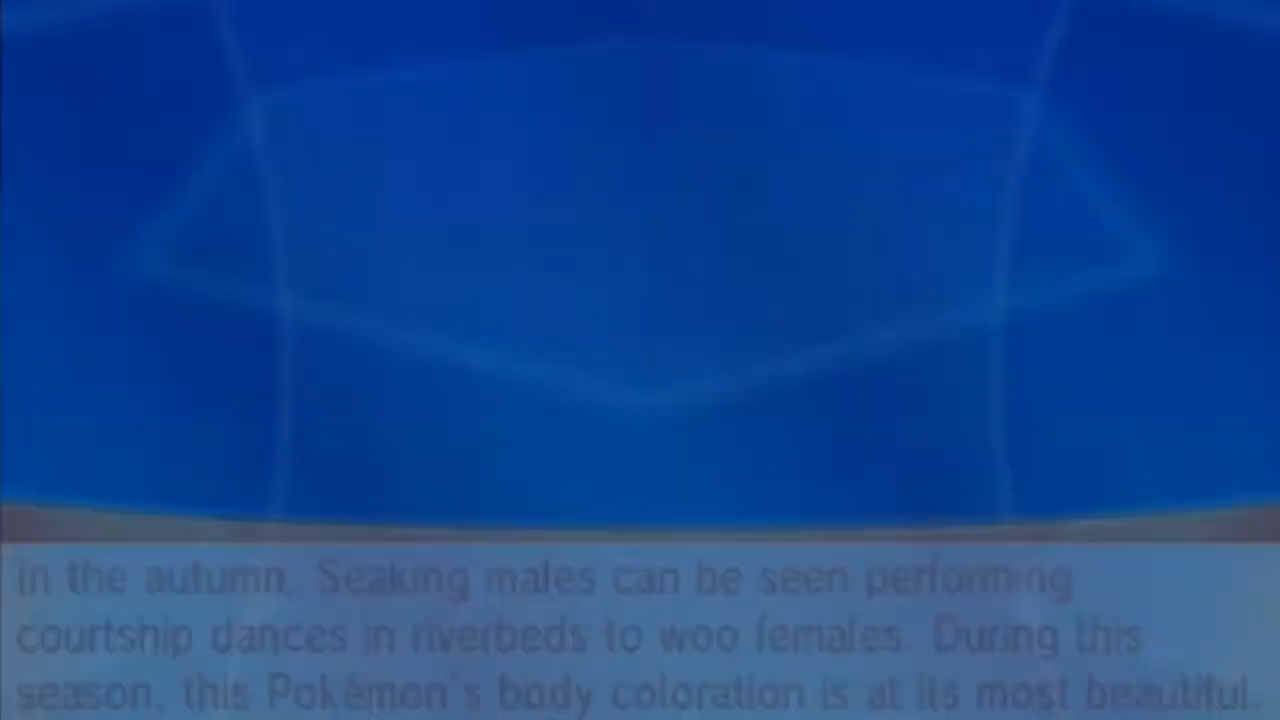 In the autumn, Seaking males can be seen performing
courtship dances in riverbeds to woo females. During this
season, this Pokémon's body coloration is at its most beautiful.